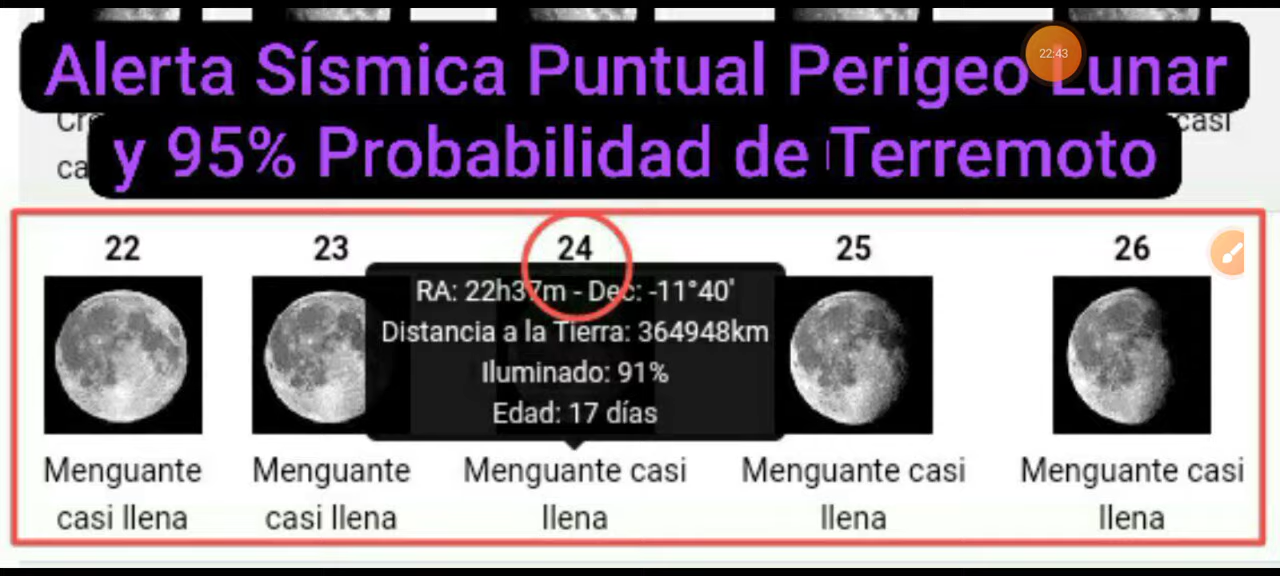 Alerta Sísmica Puntual Perigeo Lunar
22:43
y 95% Probabilidad de Terremoto
casi
22
23
24
25
26
RA: 22h37m - Dec: -11°40'
Distancia a la Tierra: 364948km
Iluminado: 91%
Edad: 17 días
Menguante casi llena
Menguante casi llena
Menguante casi llena
Menguante casi llena
Menguante casi llena